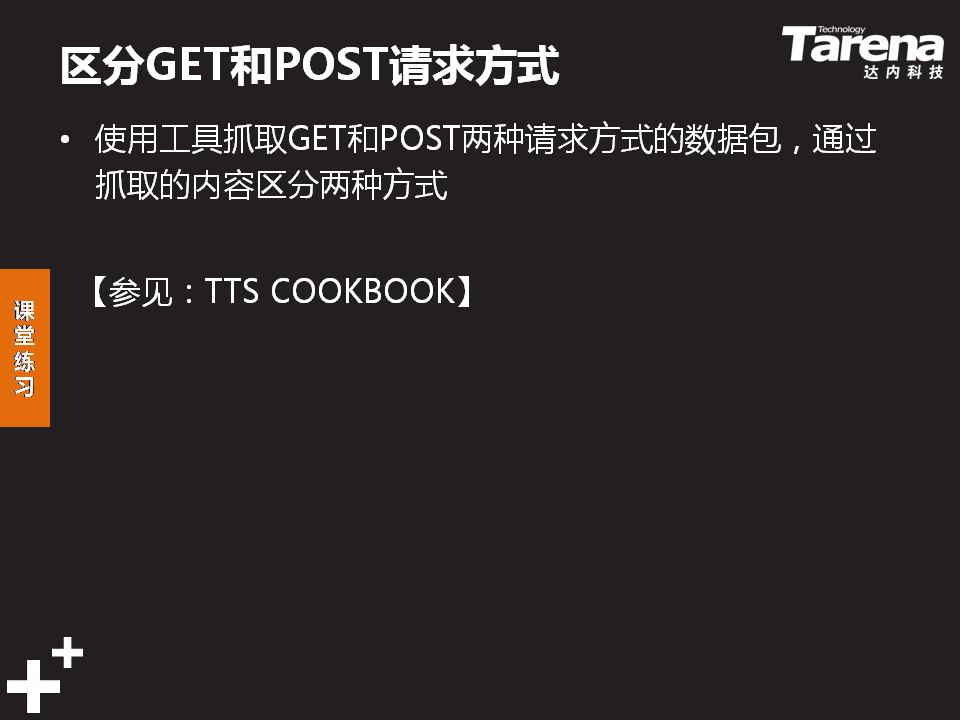 区分GET和POST请求方式
Technology
Tarena
达内科技
• 使用工具抓取GET和POST两种请求方式的数据包，通过
抓取的内容区分两种方式
【参见：TTS COOKBOOK】
课
堂
练
习